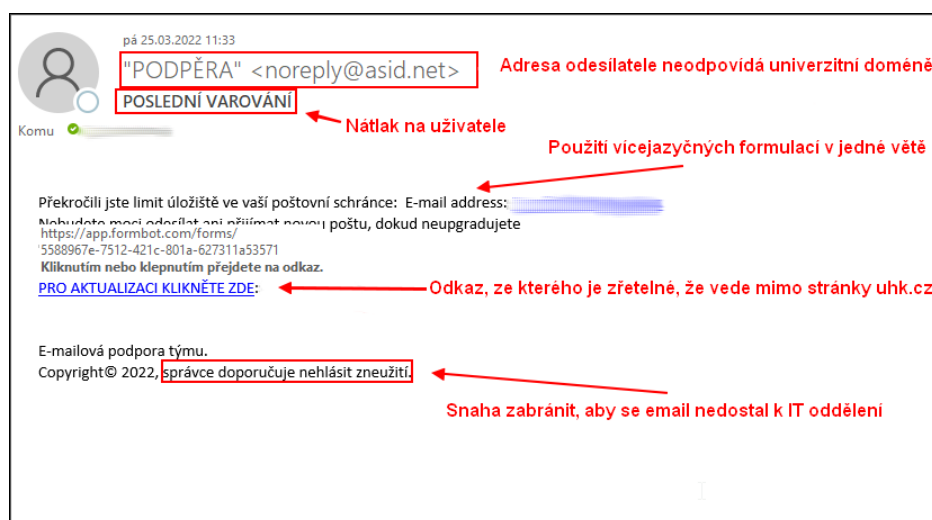 pá 25.03.2022 11:33
"PODPĚRA" <noreply@asid.net>
Adresa odesílatele neodpovídá univerzitní doméně
POSLEDNÍ VAROVÁNÍ
Nátlak na uživatele
Komu
Použití vícejazyčných formulací v jedné větě
Překročili jste limit úložiště ve vaší poštovní schránce: E-mail address:
Nebudete moci odesílat ani přijímat novou poštu, dokud neupgradujete
https://app.formbot.com/forms/
'5588967e-7512-421c-801a-627311a53571
Kliknutím nebo klepnutím přejdete na odkaz.
PRO AKTUALIZACI KLIKNĚTE ZDE:
Odkaz, ze kterého je zřetelné, že vede mimo stránky uhk.cz
E-mailová podpora týmu.
Copyright© 2022, správce doporučuje nehlásit zneužití.
Snaha zabránit, aby se email nedostal k IT oddělení